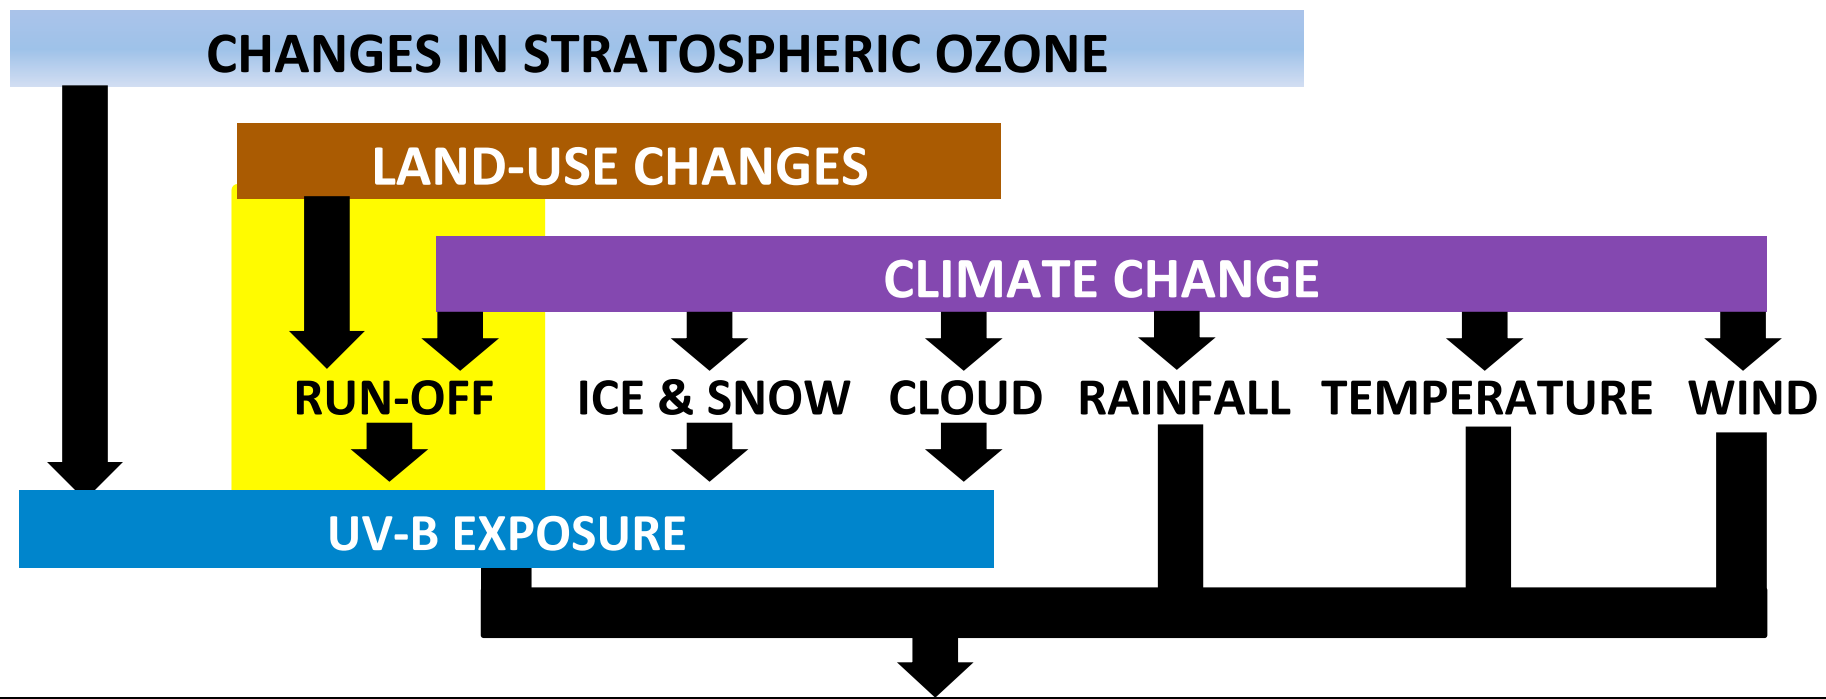 CHANGES IN STRATOSPHERIC OZONE
LAND-USE CHANGES
CLIMATE CHANGE
RUN-OFF ICE & SNOW CLOUD RAINFALL TEMPERATURE WIND
UV-B EXPOSURE